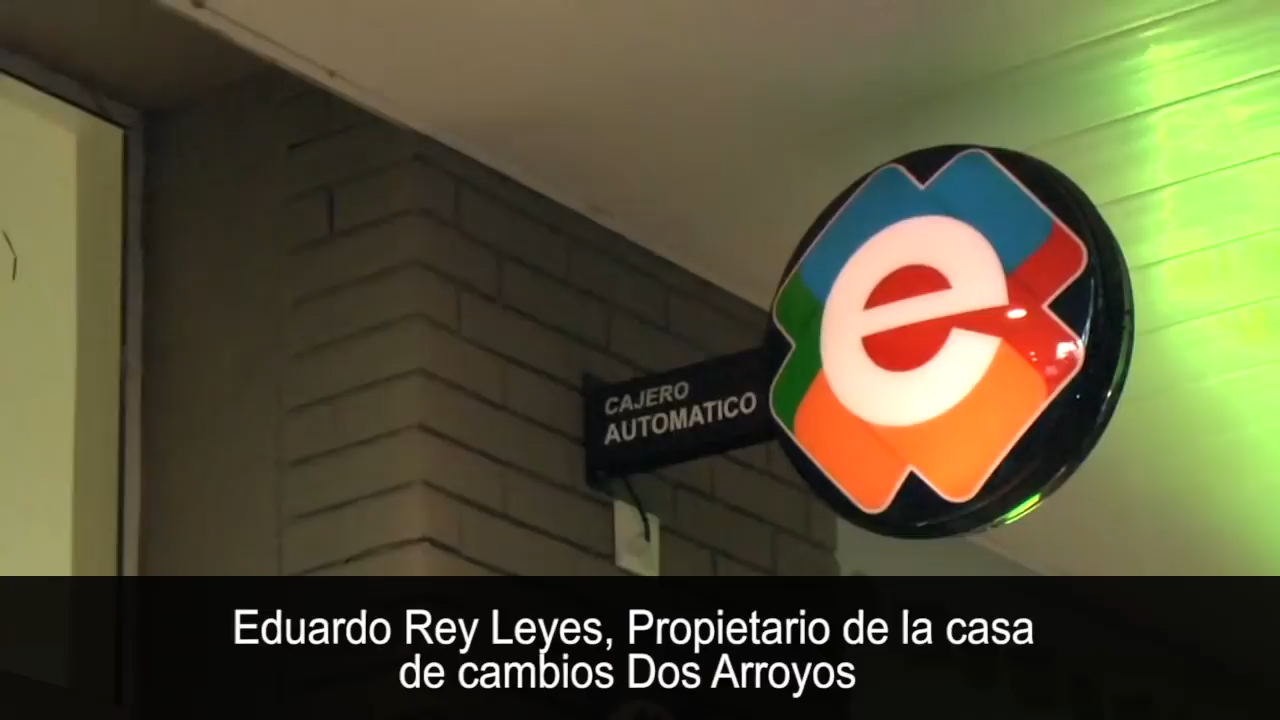 e
CAJERO
AUTOMATICO
Eduardo Rey Leyes, Propietario de la casa
de cambios Dos Arroyos